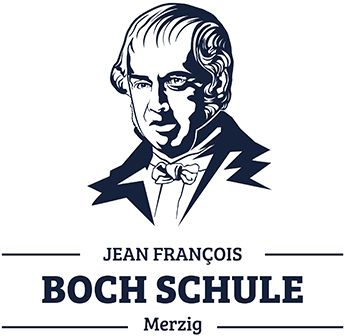 JEAN FRANÇOIS
BOCH SCHULE
Merzig